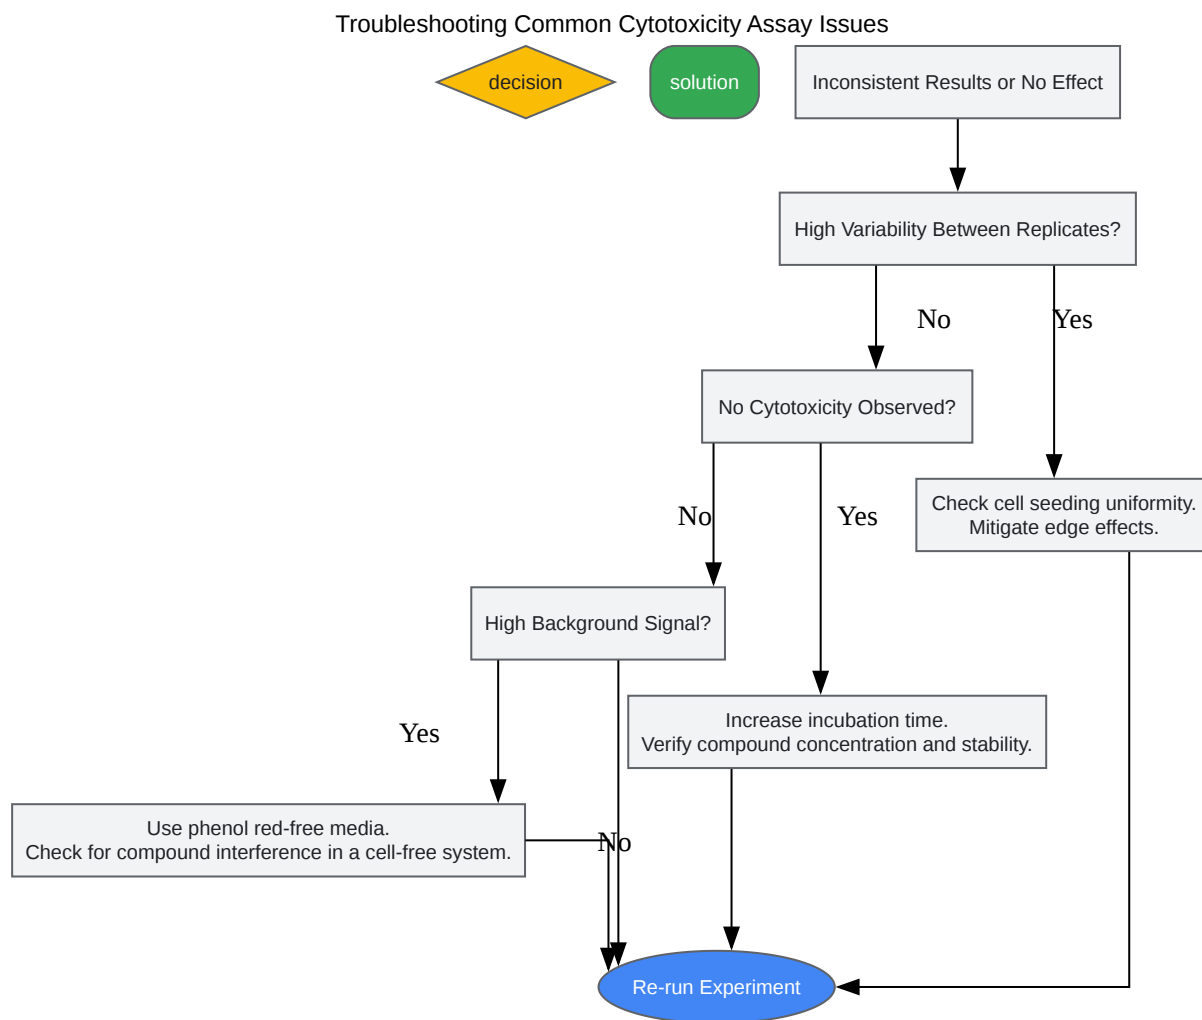 Troubleshooting Common Cytotoxicity Assay Issues
decision
solution
Inconsistent Results or No Effect
High Variability Between Replicates?
No
Yes
No Cytotoxicity Observed?
No
Yes
Check cell seeding uniformity.
Mitigate edge effects.
High Background Signal?
Yes
Increase incubation time.
Verify compound concentration and stability.
Use phenol red-free media.
Check for compound interference in a cell-free system.
No
Re-run Experiment